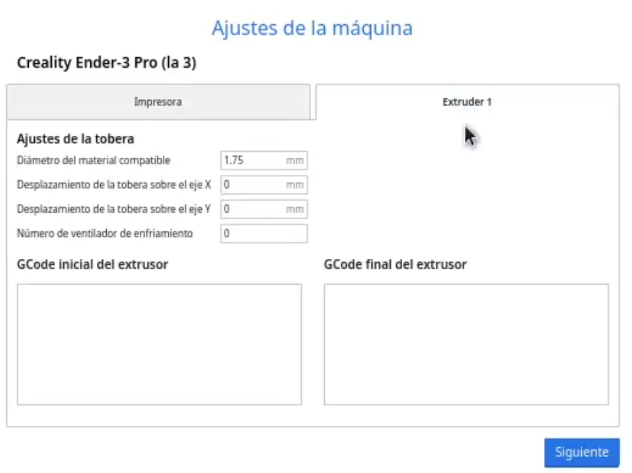 Ajustes de la máquina
Creality Ender-3 Pro (la 3)
Impresora
Extruder 1
Ajustes de la tobera
Diámetro del material compatible 1.75 mm
Desplazamiento de la tobera sobre el eje X 0 mm
Desplazamiento de la tobera sobre el eje Y 0 mm
Número de ventilador de enfriamiento 0
GCode inicial del extrusor
GCode final del extrusor
Siguiente